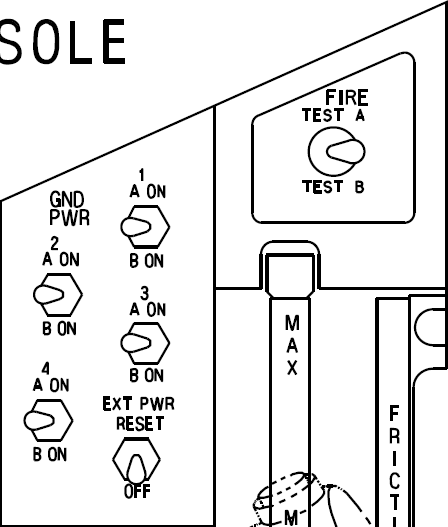 SOLE
FIRE
TEST A
TEST B
GND
PWR
1
A ON
B ON
2
A ON
B ON
3
A ON
B ON
4
A ON
B ON
EXT PWR
RESET
OFF
MAX
M
FRICTI